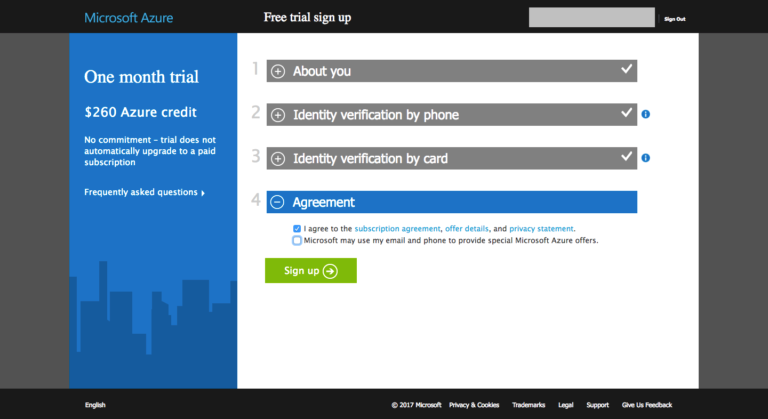 Microsoft Azure
Free trial sign up
Sign Out
One month trial
$260 Azure credit
No commitment – trial does not
automatically upgrade to a paid
subscription
Frequently asked questions
1 About you
2 Identity verification by phone
3 Identity verification by card
4 Agreement
I agree to the subscription agreement, offer details, and privacy statement.
Microsoft may use my email and phone to provide special Microsoft Azure offers.
Sign up
English
© 2017 Microsoft Privacy & Cookies Trademarks Legal Support Give Us Feedback